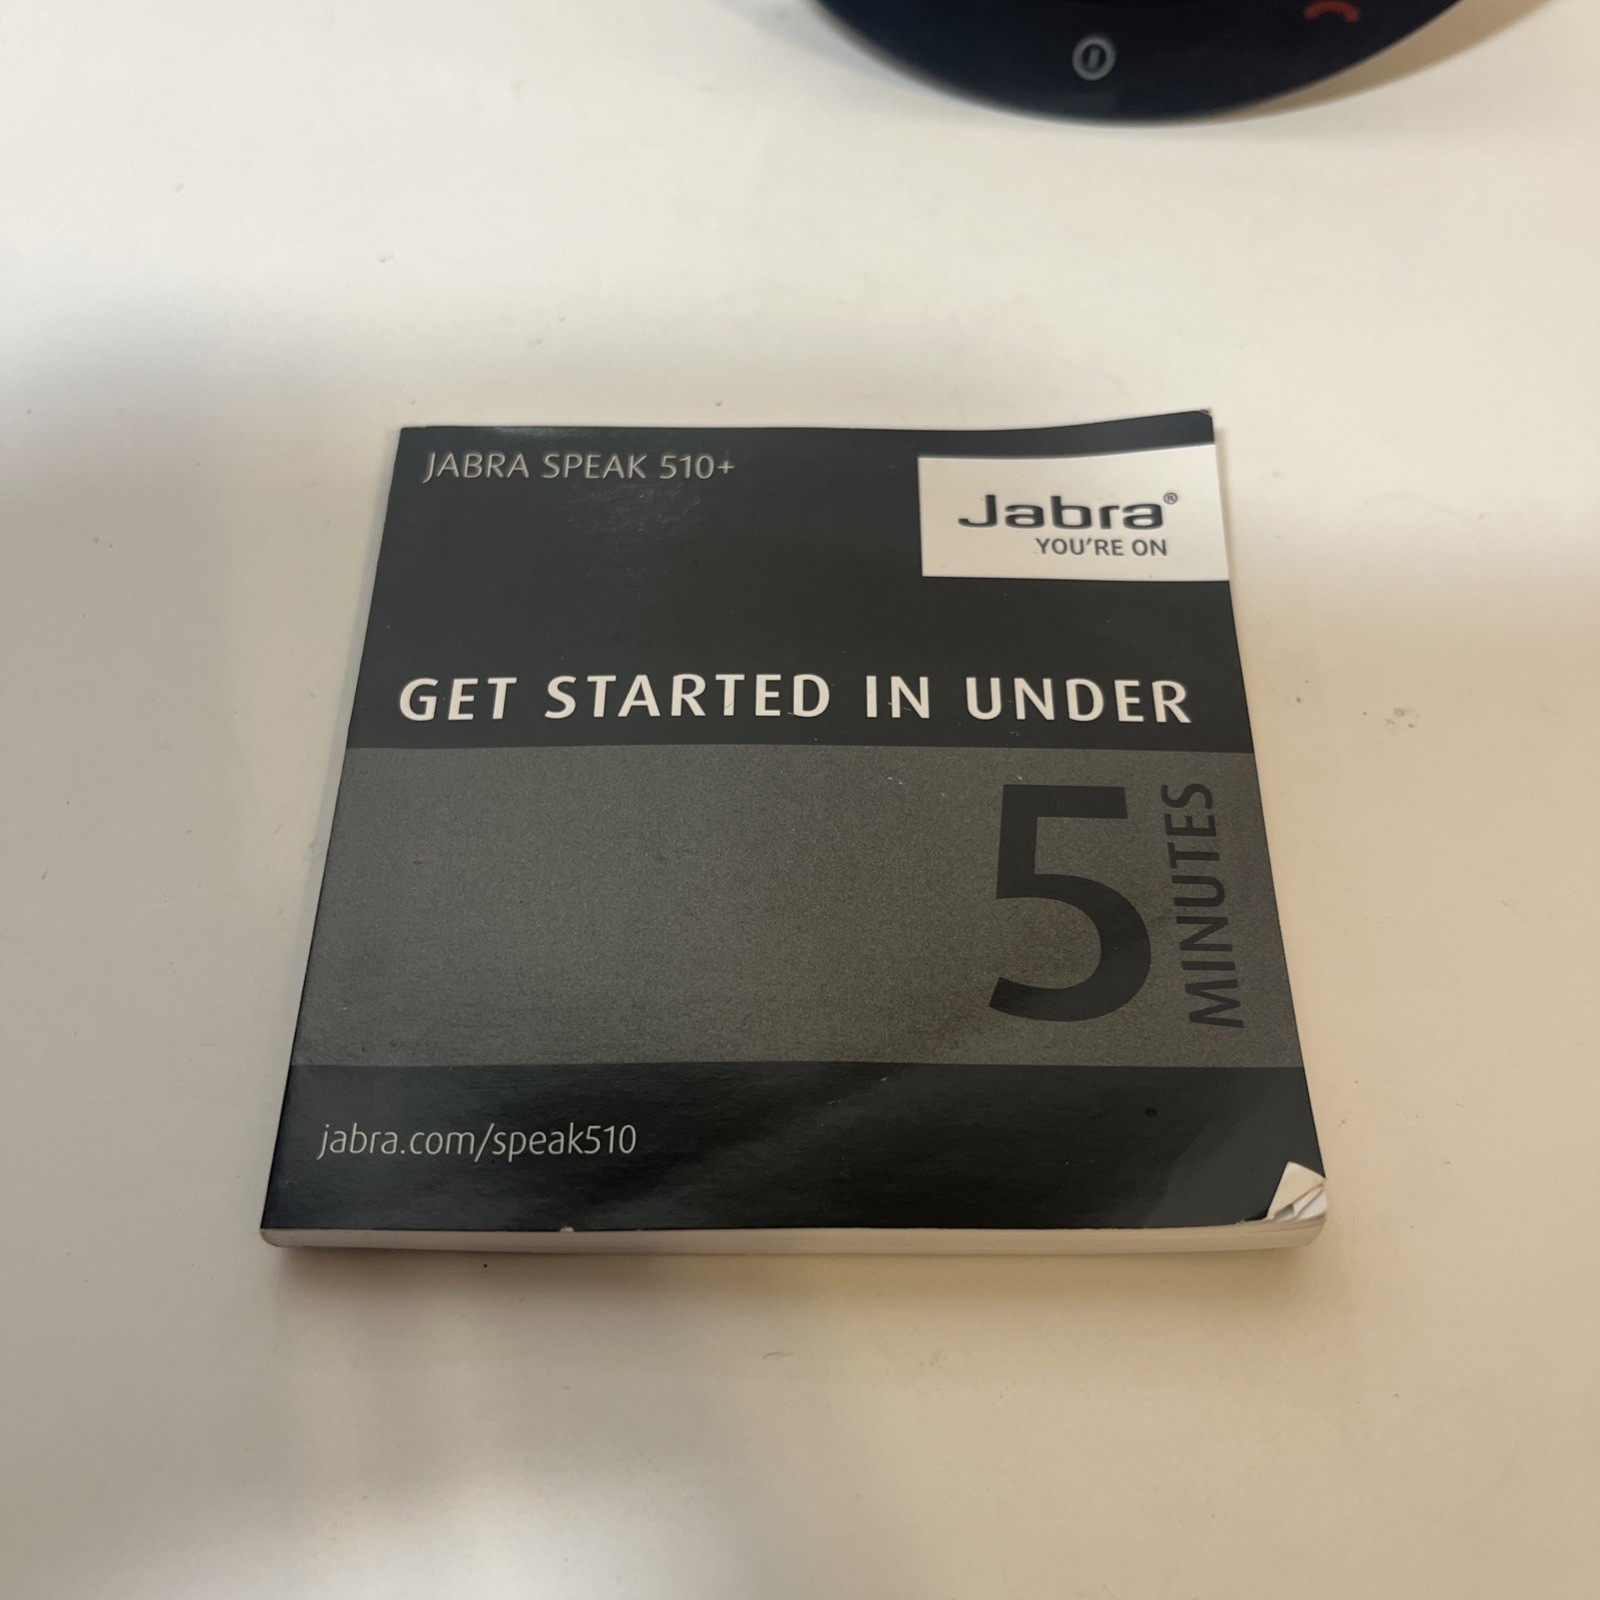 JABRA SPEAK 510+
Jabra®
YOU'RE ON
GET STARTED IN UNDER
5
MINUTES
jabra.com/speak510